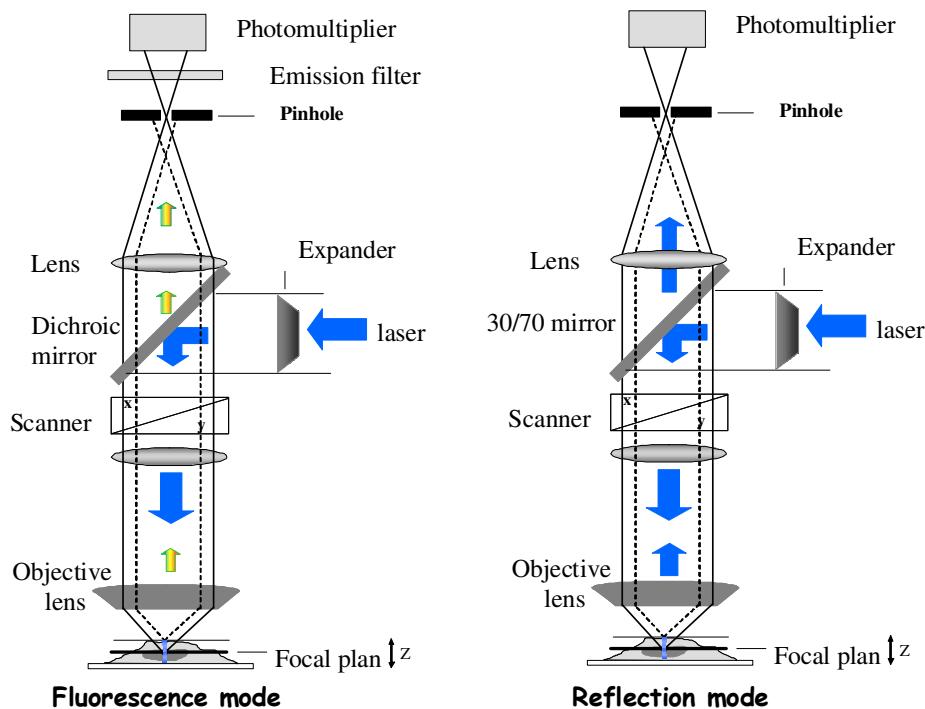 Photomultiplier
Emission filter
Pinhole
Expander
Lens
Dichroic
mirror
laser
x
Scanner
y
Objective
lens
Focal plan
Z
Fluorescence mode
Photomultiplier
Pinhole
Expander
Lens
30/70 mirror
laser
x
Scanner
y
Objective
lens
Focal plan
Z
Reflection mode